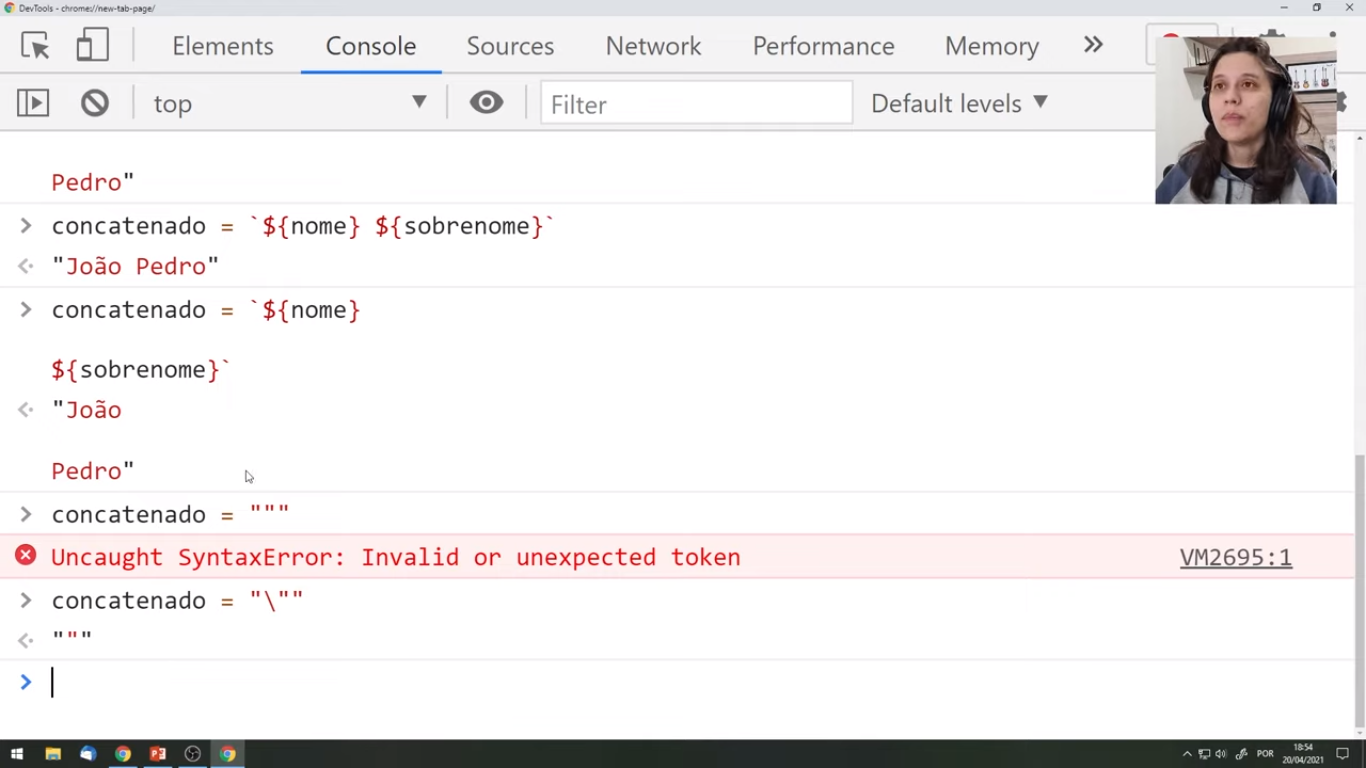 DevTools - chrome://new-tab-page/
Elements Console Sources Network Performance Memory »
top ▼ Filter Default levels ▼
Pedro"
> concatenado = `${nome} ${sobrenome}`
"João Pedro"
> concatenado = `${nome}
${sobrenome}`
"João
Pedro"
> concatenado = """
Uncaught SyntaxError: Invalid or unexpected token VM2695:1
> concatenado = "\""
"""
>
POR 18:54
20/04/2021